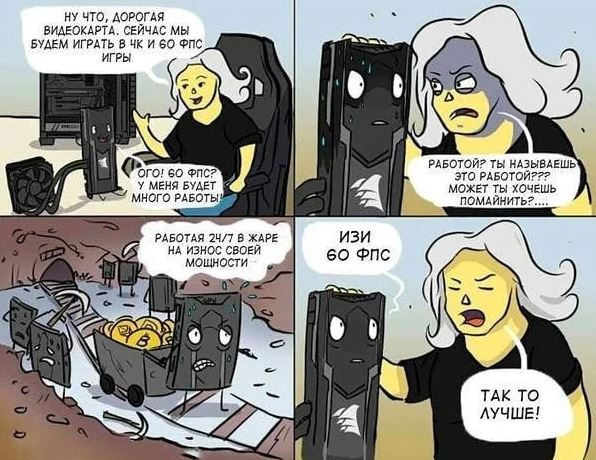 НУ ЧТО, ДОРОГАЯ
ВИДЕОКАРТА. СЕЙЧАС МЫ
БУДЕМ ИГРАТЬ В ЧК И 60 ФПС
ИГРЫ
ОГО! 60 ФПС?
У МЕНЯ БУДЕТ
МНОГО РАБОТЫ!
РАБОТОЙ? ТЫ НАЗЫВАЕШЬ
ЭТО РАБОТОЙ???
МОЖЕТ ТЫ ХОЧЕШЬ
ПОМАЙНИТЬ?....
РАБОТАЯ 24/7 В ЖАРЕ
НА ИЗНОС СВОЕЙ
МОЩНОСТИ
ИЗИ
60 ФПС
ТАК ТО
ЛУЧШЕ!